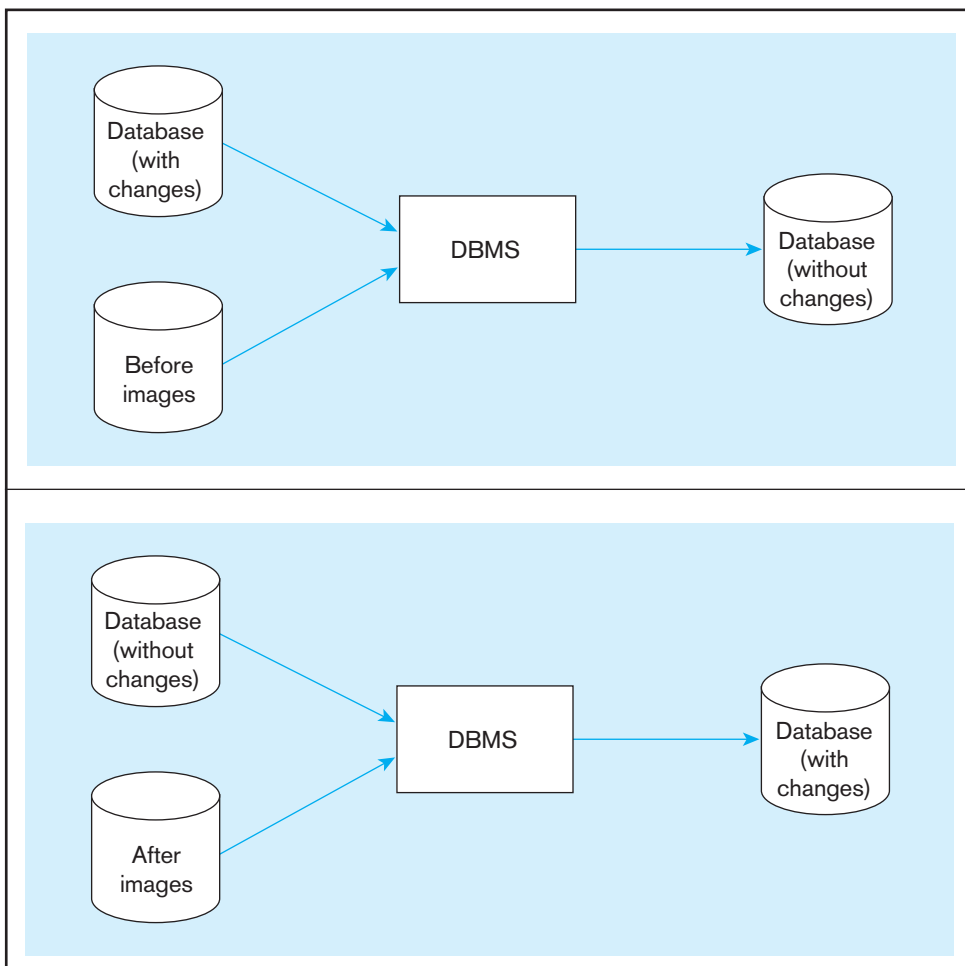 Database
(with
changes)
Before
images
DBMS
Database
(without
changes)
Database
(without
changes)
After
images
DBMS
Database
(with
changes)